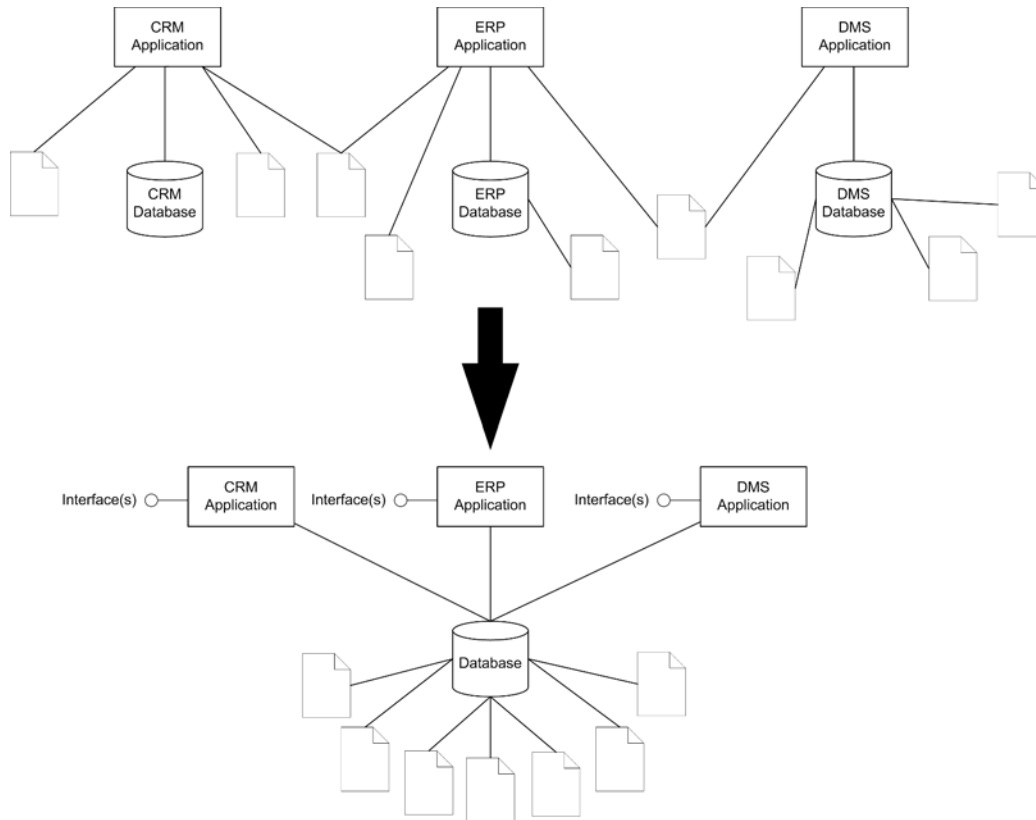 CRM
Application
ERP
Application
DMS
Application
CRM
Database
ERP
Database
DMS
Database
Interface(s)
CRM
Application
Interface(s)
ERP
Application
Interface(s)
DMS
Application
Database